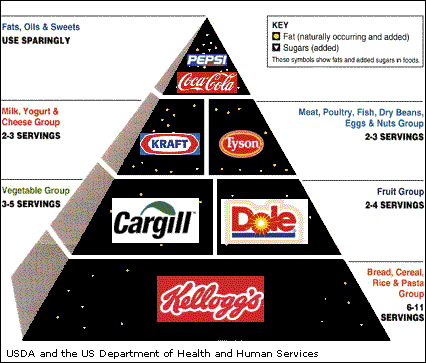 Fats, Oils & Sweets
USE SPARINGLY
KEY
Fat (naturally occurring and added)
Sugars (added)
These symbols show fats and added sugars in foods.
PEPSI
Coca-Cola
Milk, Yogurt &
Cheese Group
2-3 SERVINGS
KRAFT
Tyson
Meat, Poultry, Fish, Dry Beans,
Eggs & Nuts Group
2-3 SERVINGS
Vegetable Group
3-5 SERVINGS
Cargill
Dole
Fruit Group
2-4 SERVINGS
Kellogg's
Bread, Cereal,
Rice & Pasta
Group
6-11
SERVINGS
USDA and the US Department of Health and Human Services